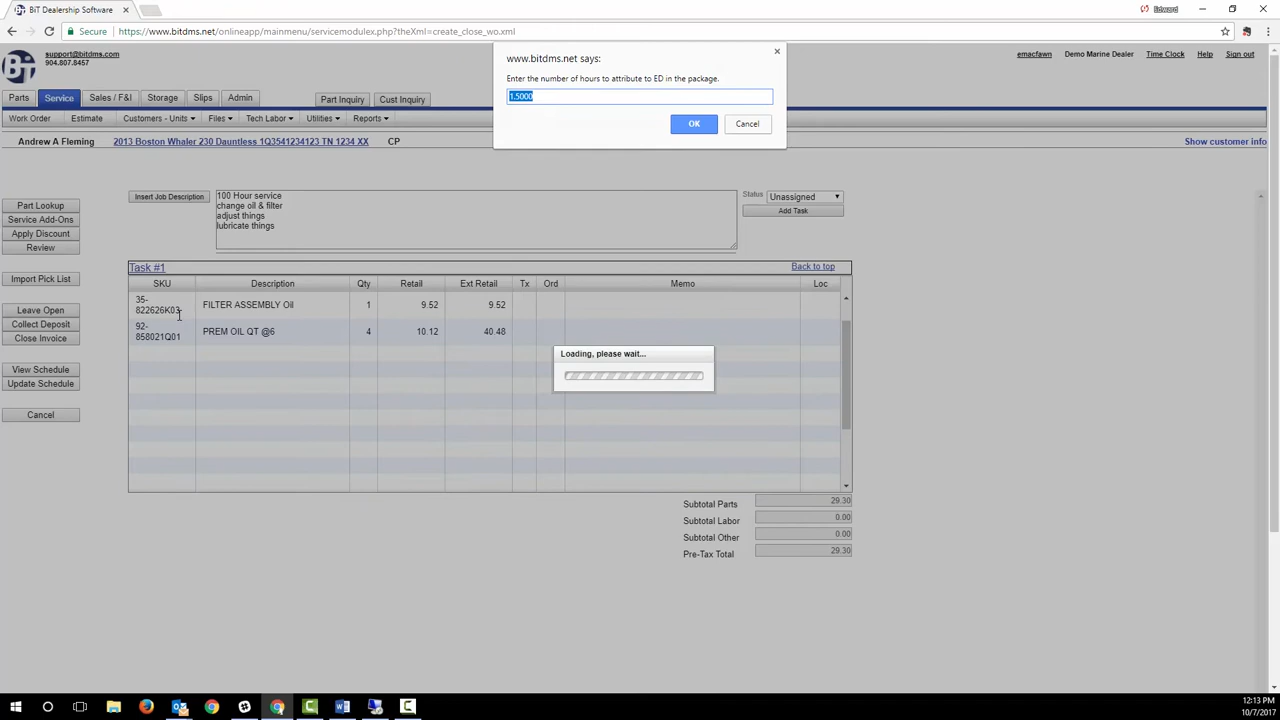 BiT Dealership Software
Edward
Secure
https://www.bitdms.net/onlineapp/mainmenu/servicemodulex.php?theXml=create_close_wo.xml
BiT
support@bitdms.com
904.807.8457
emacfawn
Demo Marine Dealer
Time Clock
Help
Sign out
www.bitdms.net says:
Enter the number of hours to attribute to ED in the package.
1.5000
OK
Cancel
Parts
Service
Sales / F&I
Storage
Slips
Admin
Part Inquiry
Cust Inquiry
Work Order
Estimate
Customers - Units
Files
Tech Labor
Utilities
Reports
Andrew A Fleming
2013 Boston Whaler 230 Dauntless 1Q3541234123 TN 1234 XX
CP
Show customer info
Insert Job Description
100 Hour service
change oil & filter
adjust things
lubricate things
Status
Unassigned
Add Task
Part Lookup
Service Add-Ons
Apply Discount
Review
Import Pick List
Leave Open
Collect Deposit
Close Invoice
View Schedule
Update Schedule
Cancel
Task #1
Back to top
SKU Description Qty Retail Ext Retail Tx Ord Memo Loc
35-
822626K03 FILTER ASSEMBLY Oil 1 9.52 9.52
92-
858021Q01 PREM OIL QT @6 4 10.12 40.48
Loading, please wait...
Subtotal Parts 29.30
Subtotal Labor 0.00
Subtotal Other 0.00
Pre-Tax Total 29.30
12:13 PM
10/7/2017